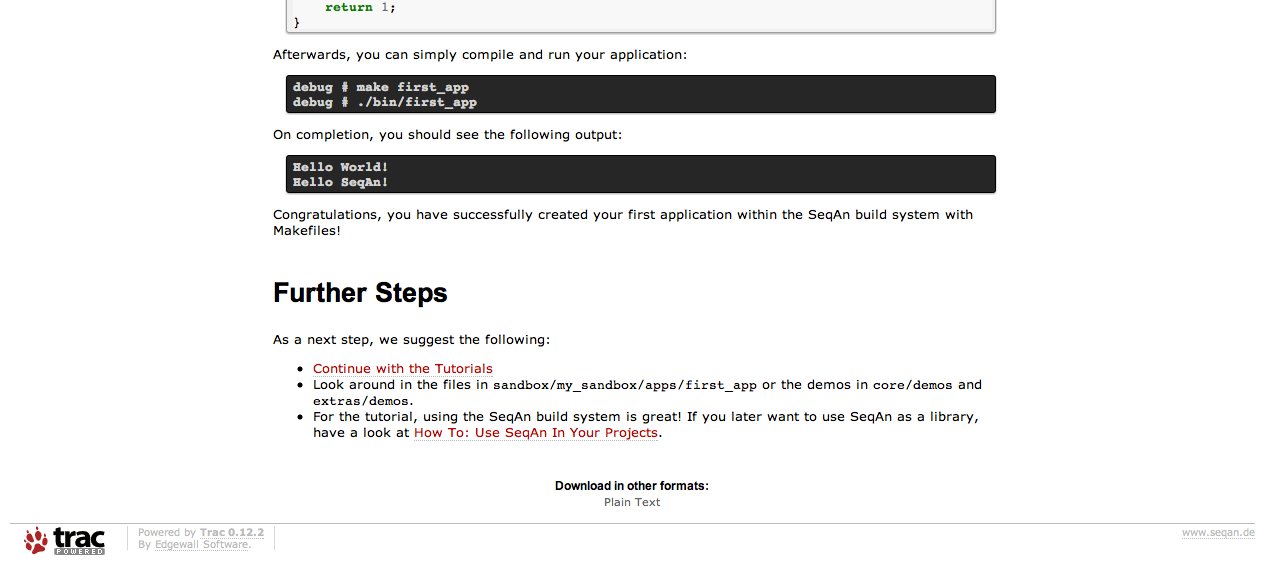 return 1;
}
Afterwards, you can simply compile and run your application:
debug # make first_app
debug # ./bin/first_app
On completion, you should see the following output:
Hello World!
Hello SeqAn!
Congratulations, you have successfully created your first application within the SeqAn build system with
Makefiles!
Further Steps
As a next step, we suggest the following:
• Continue with the Tutorials
• Look around in the files in sandbox/my_sandbox/apps/first_app or the demos in core/demos and
extras/demos.
• For the tutorial, using the SeqAn build system is great! If you later want to use SeqAn as a library,
have a look at How To: Use SeqAn In Your Projects.
Download in other formats:
Plain Text
trac
POWERED
Powered by Trac 0.12.2
By Edgewall Software.
www.seqan.de